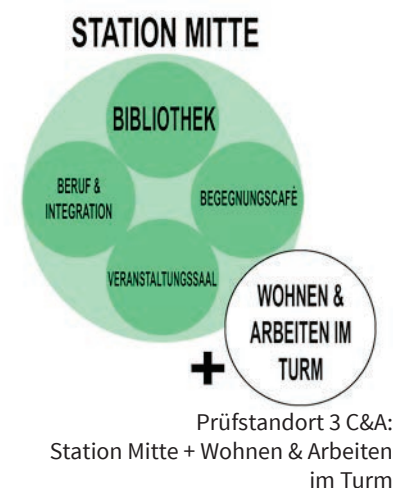 STATION MITTE
BIBLIOTHEK
BERUF &
INTEGRATION
BEGEGNUNGSCAFÉ
VERANSTALTUNGSSAAL
WOHNEN &
ARBEITEN IM
TURM
+
Prüfstandort 3 C&A:
Station Mitte + Wohnen & Arbeiten
im Turm